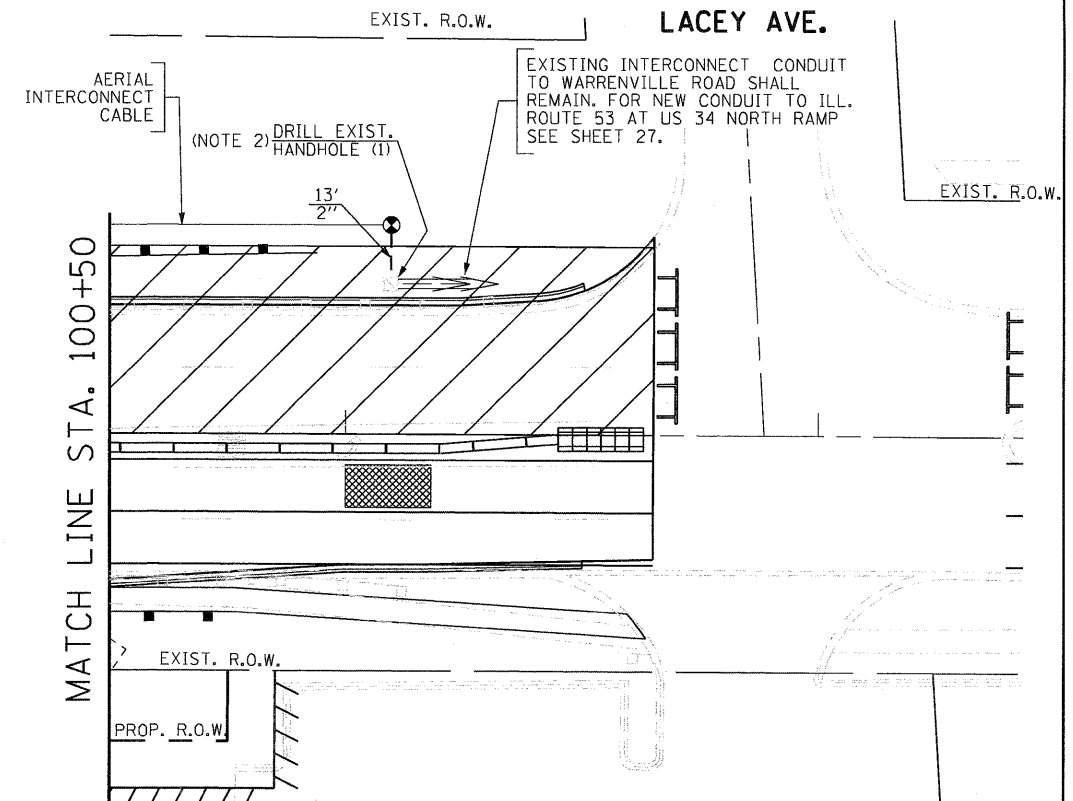 EXIST. R.O.W.
LACEY AVE.
AERIAL
INTERCONNECT
CABLE
EXISTING INTERCONNECT CONDUIT
TO WARRENVILLE ROAD SHALL
REMAIN. FOR NEW CONDUIT TO ILL.
ROUTE 53 AT US 34 NORTH RAMP
SEE SHEET 27.
(NOTE 2) DRILL EXIST.
HANDHOLE (1)
EXIST. R.O.W.
13'
2"
MATCH LINE STA. 100+50
EXIST. R.O.W.
PROP. R.O.W.